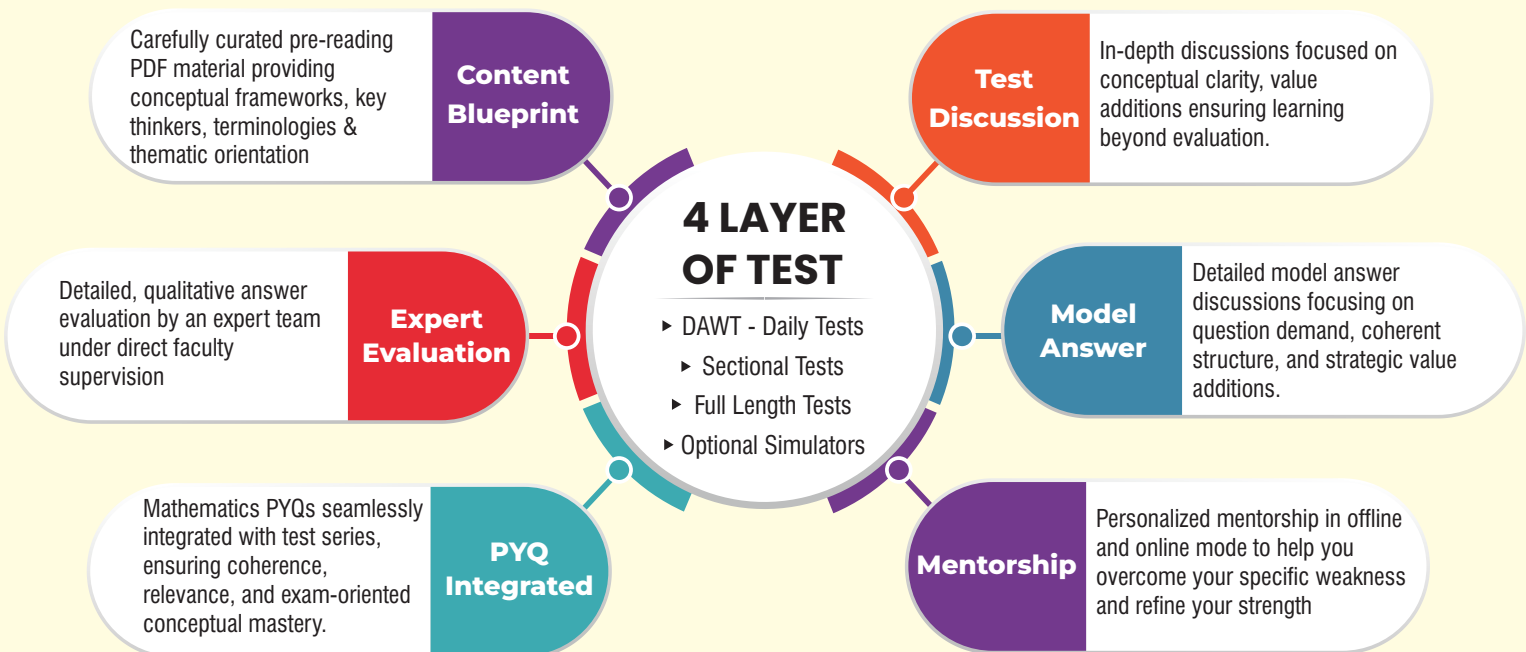 Carefully curated pre-reading
PDF material providing
conceptual frameworks, key
thinkers, terminologies &
thematic orientation
Content
Blueprint
Test
Discussion
In-depth discussions focused on
conceptual clarity, value
additions ensuring learning
beyond evaluation.
4 LAYER
OF TEST
▸ DAWT - Daily Tests
▸ Sectional Tests
▸ Full Length Tests
▸ Optional Simulators
Detailed, qualitative answer
evaluation by an expert team
under direct faculty
supervision
Expert
Evaluation
Model
Answer
Detailed model answer
discussions focusing on
question demand, coherent
structure, and strategic value
additions.
Mathematics PYQs seamlessly
integrated with test series,
ensuring coherence,
relevance, and exam-oriented
conceptual mastery.
PYQ
Integrated
Mentorship
Personalized mentorship in offline
and online mode to help you
overcome your specific weakness
and refine your strength